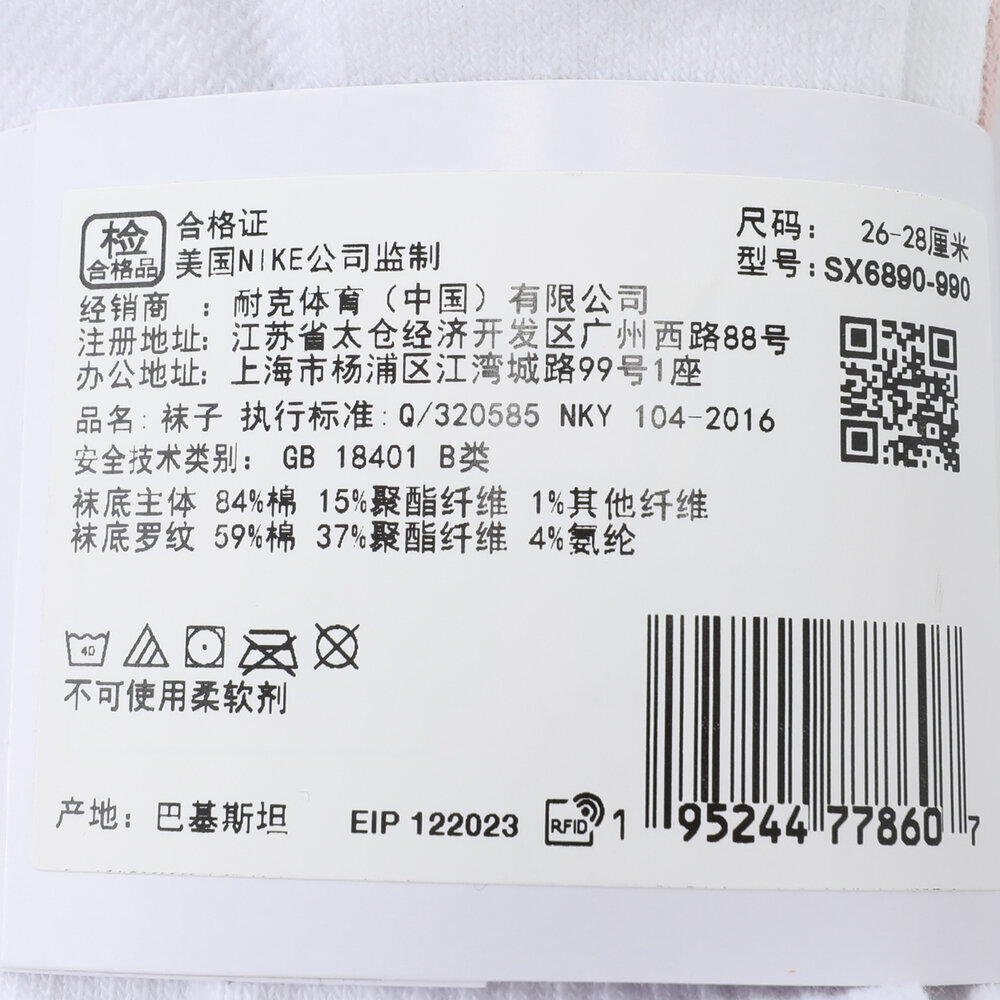 检
合格品
合格证
美国NIKE公司监制
尺码： 26-28厘米
型号：SX6890-990
经销商 ：耐克体育（中国）有限公司
注册地址：江苏省太仓经济开发区广州西路88号
办公地址：上海市杨浦区江湾城路99号1座
品名：袜子 执行标准：Q/320585 NKY 104-2016
安全技术类别： GB 18401 B类
袜底主体 84%棉 15%聚酯纤维 1%其他纤维
袜底罗纹 59%棉 37%聚酯纤维 4%氨纶
40
不可使用柔软剂
产地：巴基斯坦 EIP 122023 RFID 1 95244 77860 7